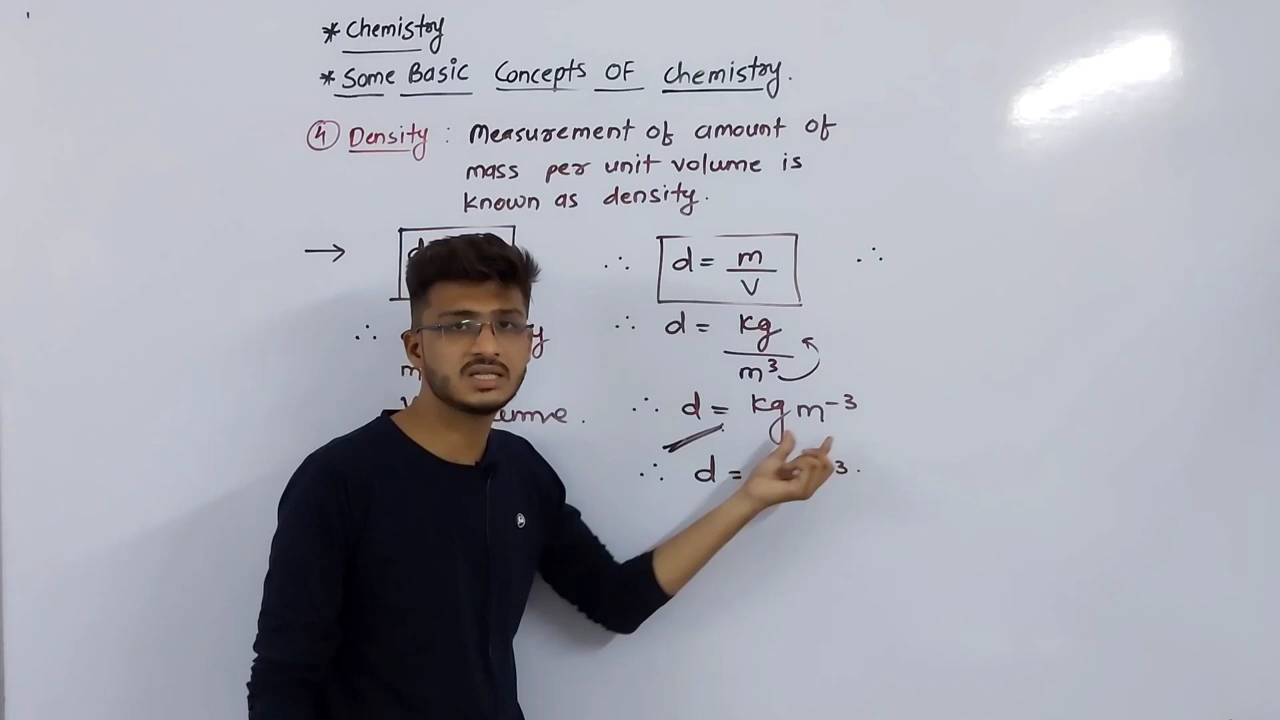 * Chemistry
* Some Basic Concepts OF Chemistry.
④ Density : Measurement of amount of
mass per unit volume is
known as density.
→ d
∴ d = m/V ∴
∴
∴ d = kg/m³
m
∴ d = kg m⁻³
∴ d = ³.